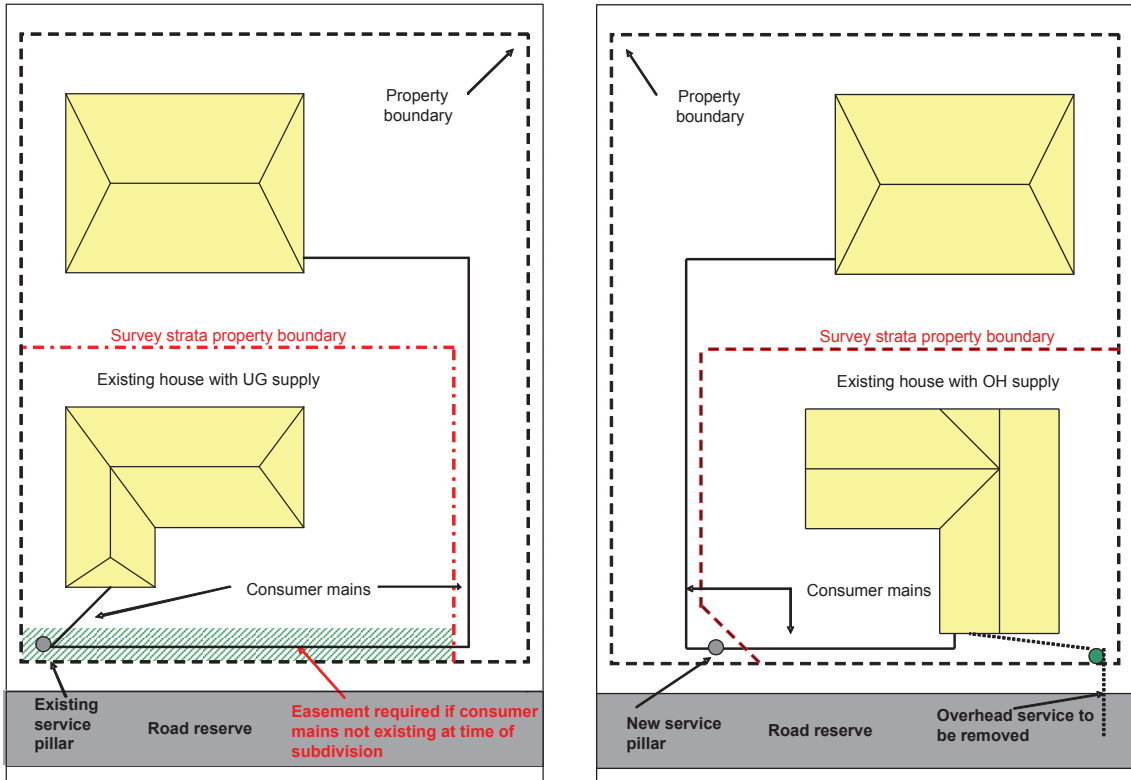 Property
boundary
Survey strata property boundary
Existing house with UG supply
Consumer mains
Existing
service
pillar
Road reserve
Easement required if consumer
mains not existing at time of
subdivision
Property
boundary
Survey strata property boundary
Existing house with OH supply
Consumer mains
New service
pillar
Road reserve
Overhead service to
be removed